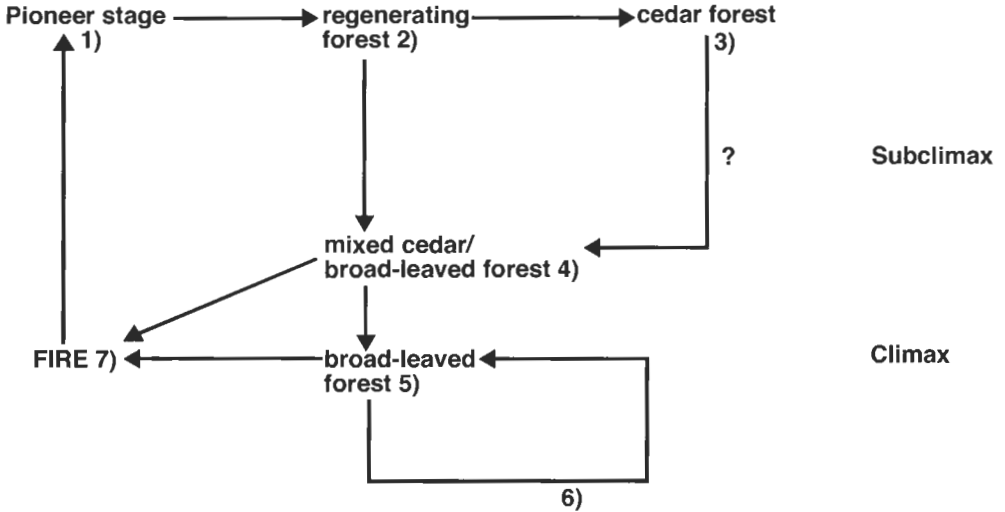 Pioneer stage
1)
regenerating
forest 2)
cedar forest
3)
?
Subclimax
mixed cedar/
broad-leaved forest 4)
FIRE 7)
broad-leaved
forest 5)
Climax
6)